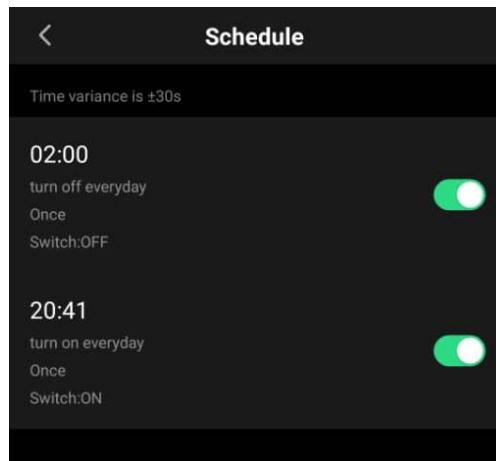 Schedule
Time variance is ±30s
02:00
turn off everyday
Once
Switch:OFF
20:41
turn on everyday
Once
Switch:ON